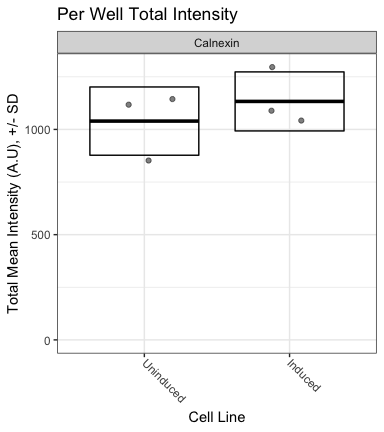 Per Well Total Intensity
Calnexin
Total Mean Intensity (A.U), +/- SD
1000
500
0
Uninduced
Induced
Cell Line